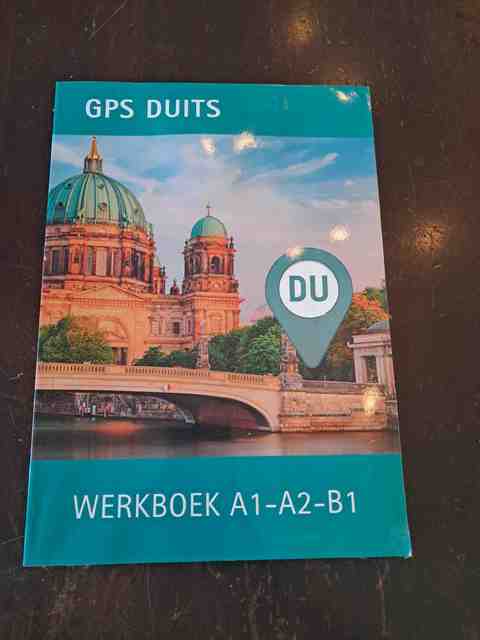 GPS DUITS
DU
WERKBOEK A1-A2-B1